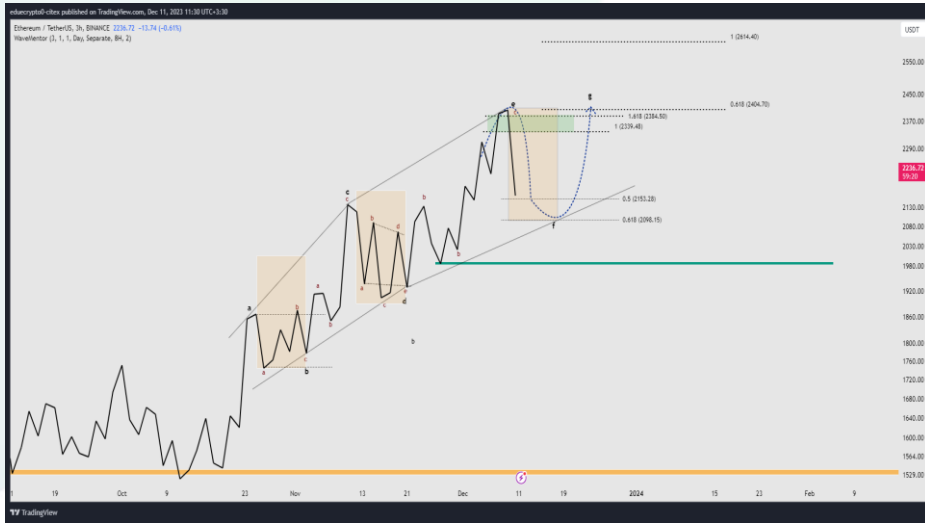 eduecrypto0-citex published on TradingView.com, Dec 11, 2023 11:30 UTC+3:30
Ethereum / TetherUS, 3h, BINANCE 2236.72 −13.74 (−0.61%)
WaveMentor (3, 1, 1, Day, Separate, BH, 2)
USDT
1 (2614.40)
2550.00
2450.00
g
e
0.618 (2404.70)
1.618 (2384.50)
2370.00
1 (2339.48)
2290.00
2236.72
59:20
c
c
b
0.5 (2153.28)
2130.00
b
d
0.618 (2098.15)
2080.00
f
2030.00
b
1980.00
a
a
e
c
d
1920.00
a
b
b
1860.00
b
1800.00
c
a
b
1760.00
1720.00
1680.00
1640.00
1600.00
1564.00
1529.00
19
Oct
9
23
Nov
13
21
Dec
11
19
2024
15
23
Feb
9
TradingView